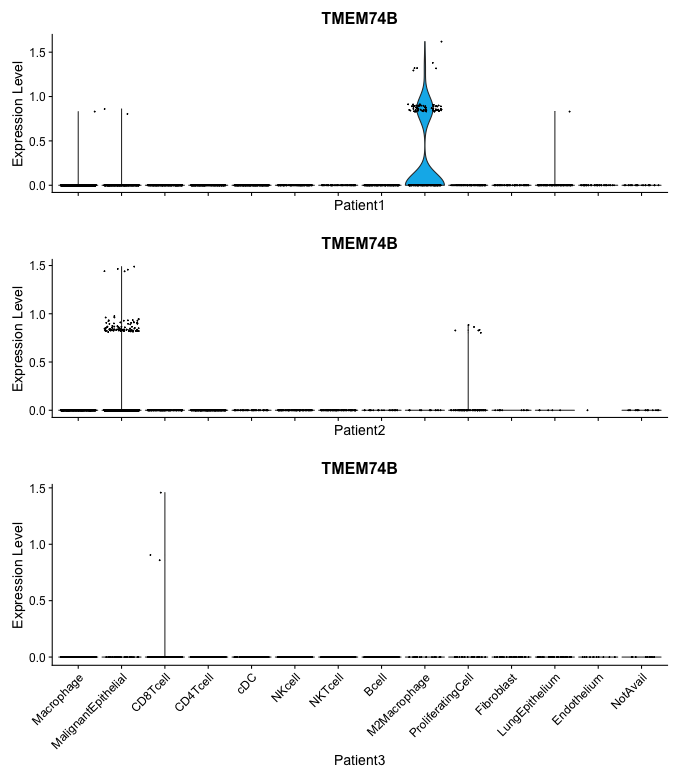 TMEM74B
Expression Level
1.5
1.0
0.5
0.0
Patient1
TMEM74B
Expression Level
1.5
1.0
0.5
0.0
Patient2
TMEM74B
Expression Level
1.5
1.0
0.5
0.0
Macrophage
MalignantEpithelial
CD8Tcell
CD4Tcell
cDC
NKcell
NKTcell
Bcell
M2Macrophage
ProliferatingCell
Fibroblast
LungEpithelium
Endothelium
NotAvail
Patient3